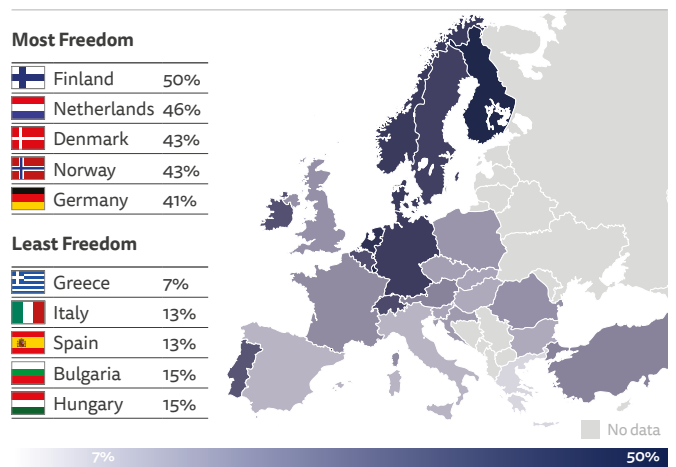 Most Freedom
Finland 50%
Netherlands 46%
Denmark 43%
Norway 43%
Germany 41%
Least Freedom
Greece 7%
Italy 13%
Spain 13%
Bulgaria 15%
Hungary 15%
No data
7% 50%